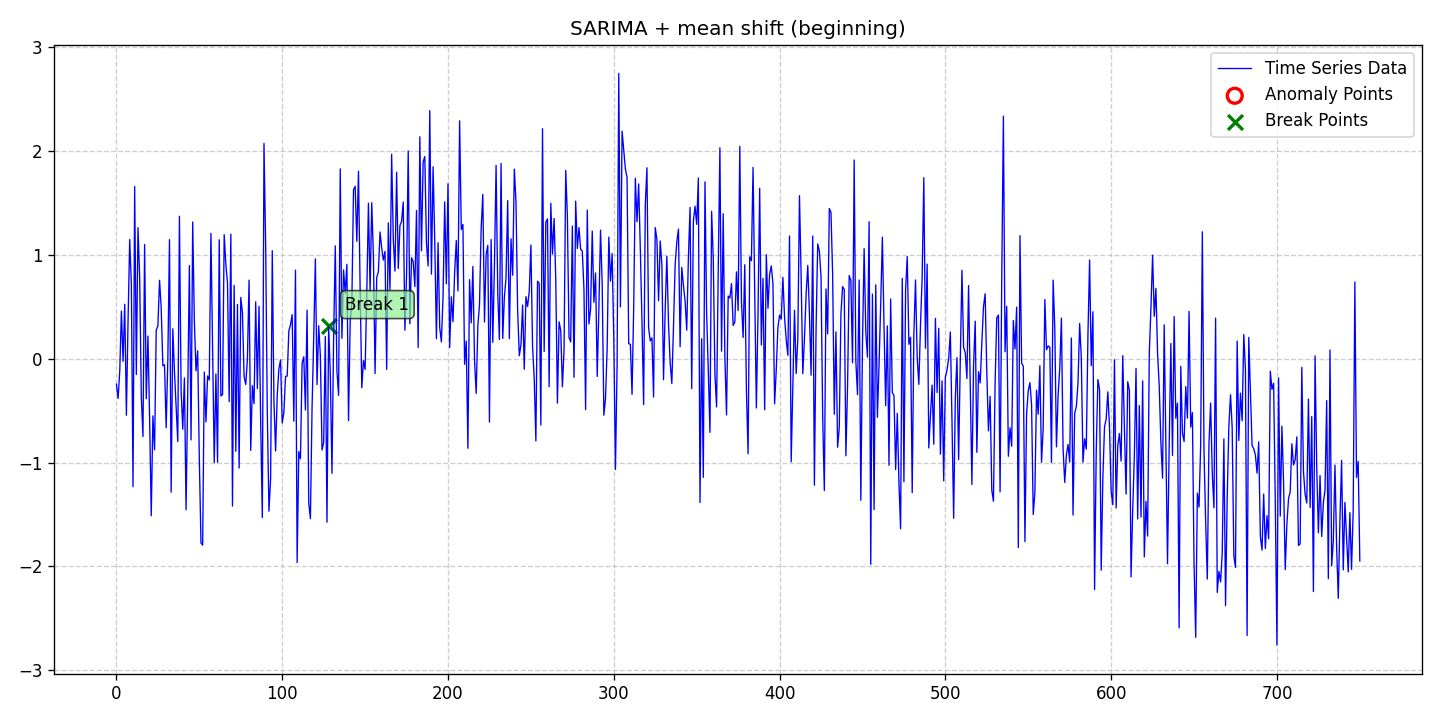 SARIMA + mean shift (beginning)
3
2
1
0
−1
−2
−3
Time Series Data
Anomaly Points
Break Points
Break 1
0 100 200 300 400 500 600 700